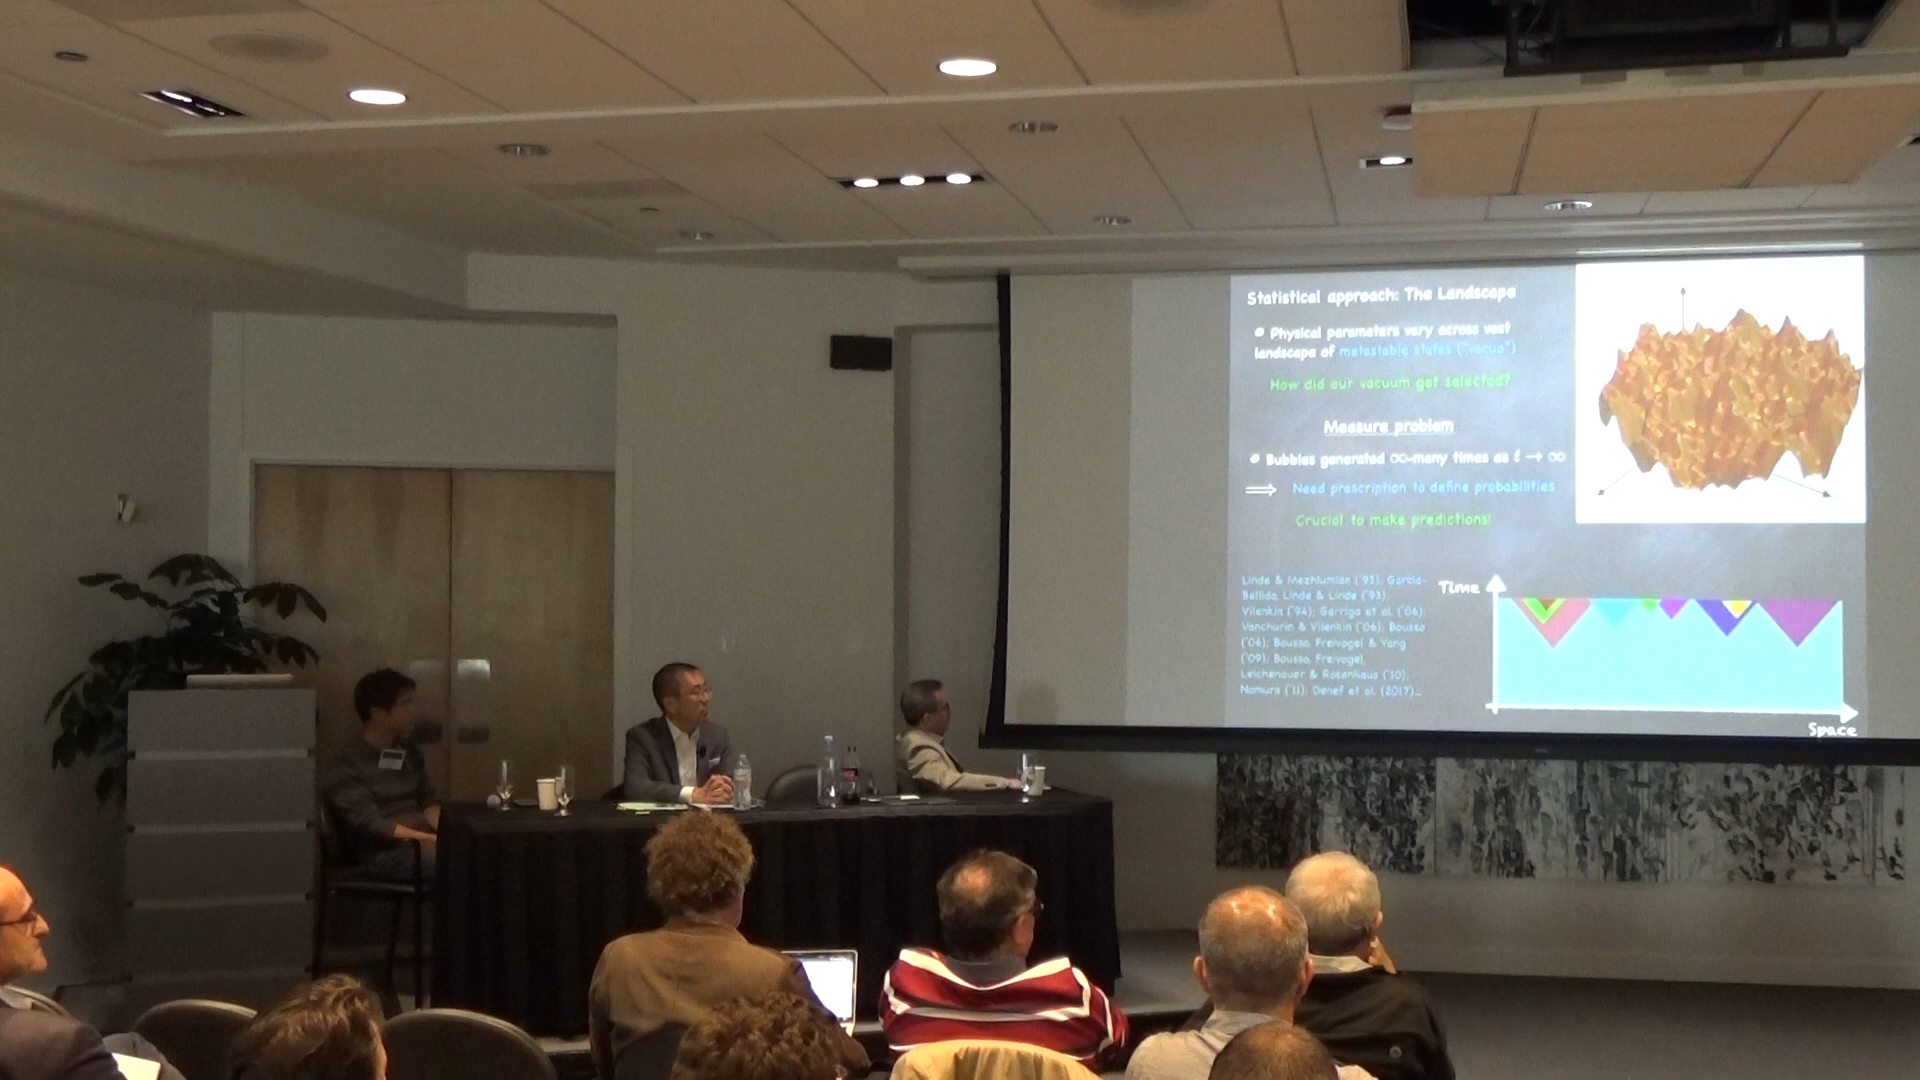 Statistical approach: The Landscape
Physical parameters vary across vast
landscape of metastable states ("vacua")
How did our vacuum get selected?
Measure problem
Bubbles generated ∞-many times as t → ∞
⟹ Need prescription to define probabilities
Crucial to make predictions!
Linde & Mezhlumian ('93); Garcia-
Bellido, Linde & Linde ('93);
Vilenkin ('94); Garriga et al. ('06);
Vanchurin & Vilenkin ('06); Bousso
('06); Bousso, Freivogel & Yang
('09); Bousso, Freivogel,
Leichenauer & Rosenhaus ('10);
Nomura ('11); Denef et al. (2017)...
Time
Space